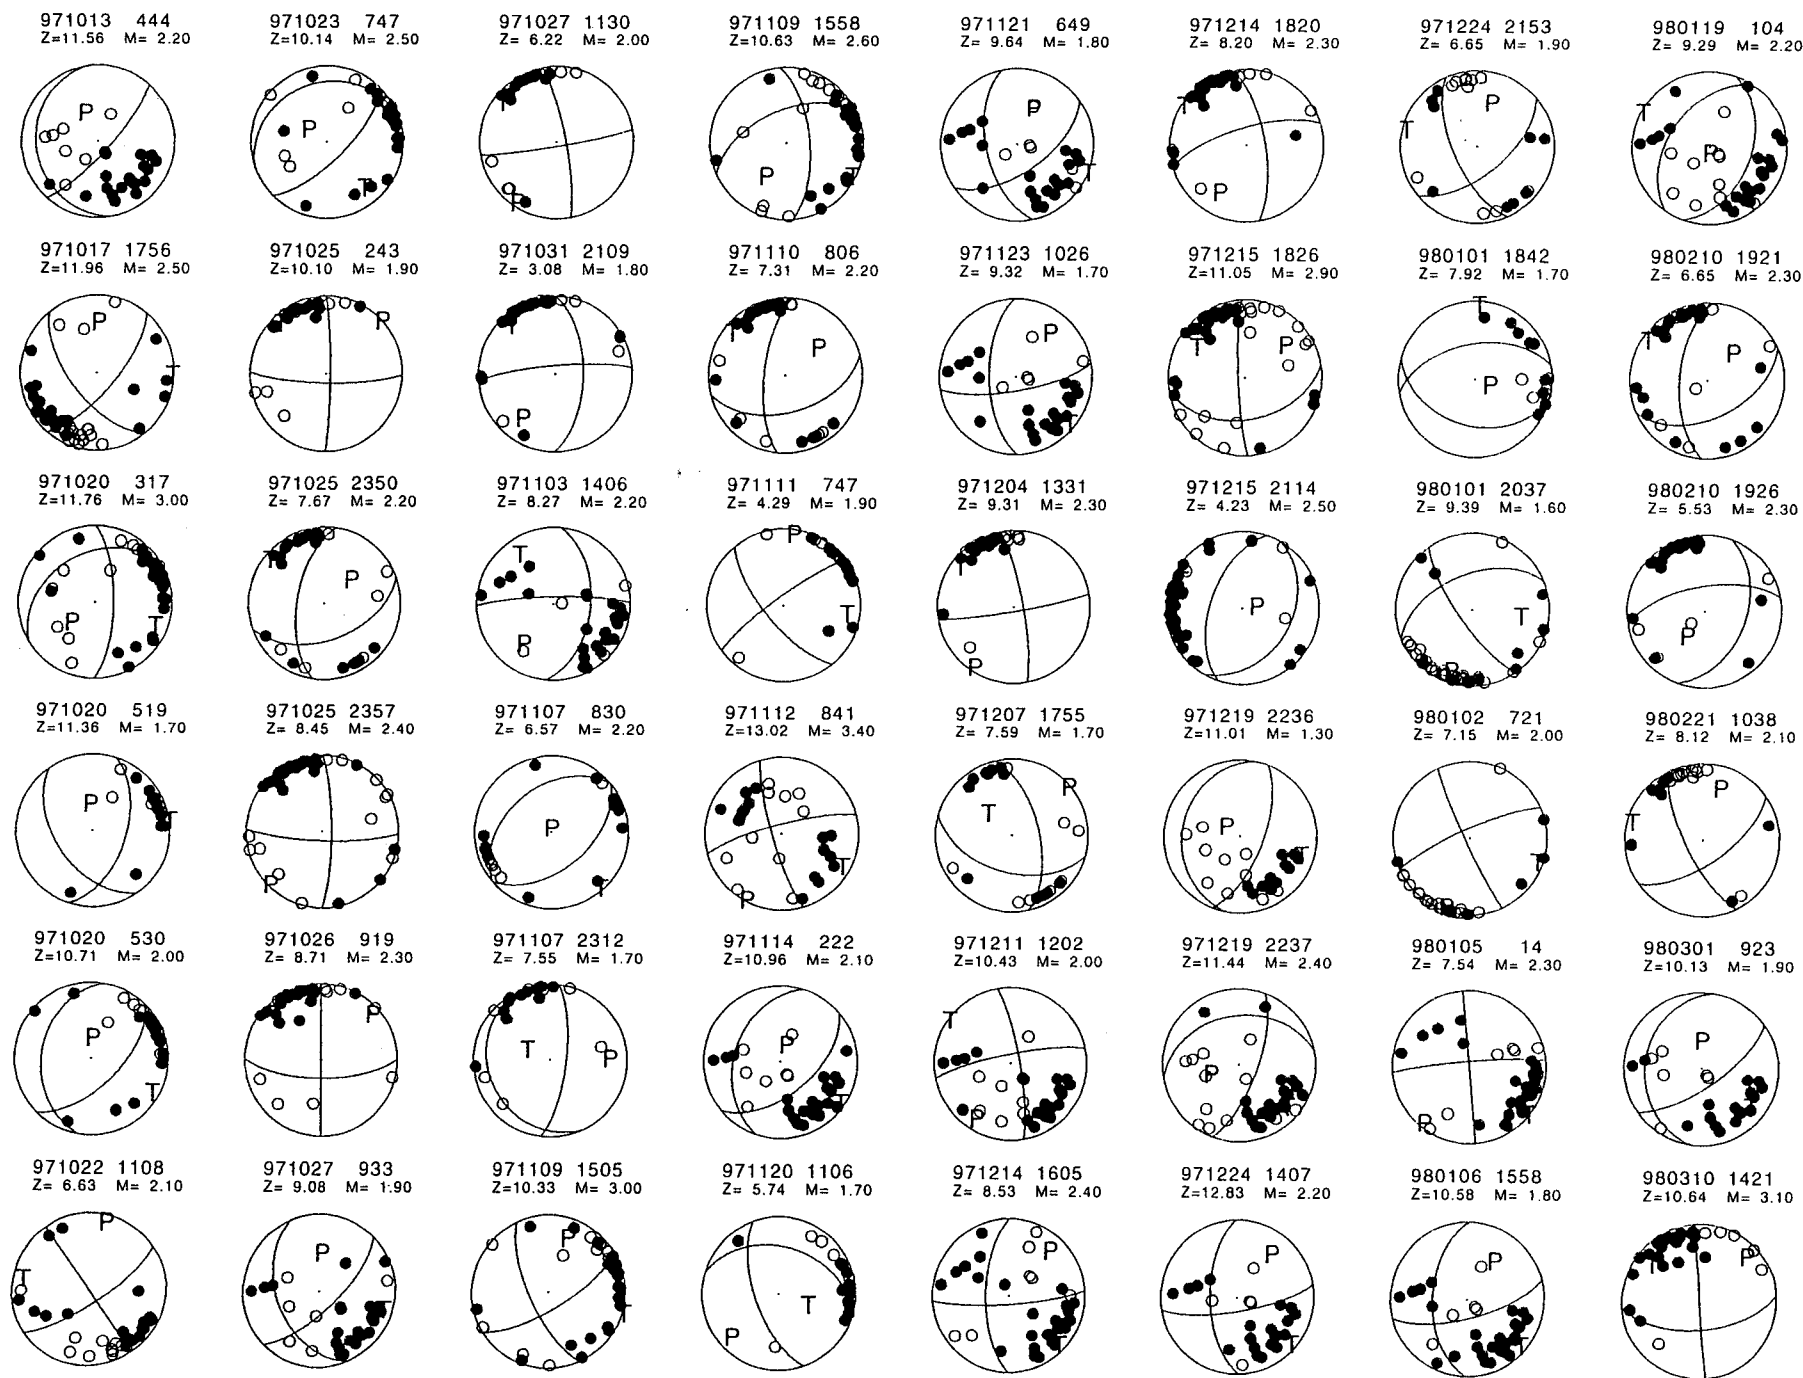 971013 444
Z=11.56 M= 2.20
P
971023 747
Z=10.14 M= 2.50
P
T
971027 1130
Z= 6.22 M= 2.00
T
P
971109 1558
Z=10.63 M= 2.60
P
T
971121 649
Z= 9.64 M= 1.80
P
T
971214 1820
Z= 8.20 M= 2.30
T
P
971224 2153
Z= 6.65 M= 1.90
P
T
980119 104
Z= 9.29 M= 2.20
T
P
971017 1756
Z=11.96 M= 2.50
P
T
971025 243
Z=10.10 M= 1.90
P
971031 2109
Z= 3.08 M= 1.80
T
P
971110 806
Z= 7.31 M= 2.20
T
P
971123 1026
Z= 9.32 M= 1.70
P
T
971215 1826
Z=11.05 M= 2.90
T
P
980101 1842
Z= 7.92 M= 1.70
T
P
980210 1921
Z= 6.65 M= 2.30
T
P
971020 317
Z=11.76 M= 3.00
P
T
971025 2350
Z= 7.67 M= 2.20
T
P
971103 1406
Z= 8.27 M= 2.20
T
P
971111 747
Z= 4.29 M= 1.90
P
T
971204 1331
Z= 9.31 M= 2.30
T
P
971215 2114
Z= 4.23 M= 2.50
P
980101 2037
Z= 9.39 M= 1.60
T
P
980210 1926
Z= 5.53 M= 2.30
P
971020 519
Z=11.36 M= 1.70
P
T
971025 2357
Z= 8.45 M= 2.40
P
971107 830
Z= 6.57 M= 2.20
P
T
971112 841
Z=13.02 M= 3.40
T
P
971207 1755
Z= 7.59 M= 1.70
P
T
971219 2236
Z=11.01 M= 1.30
P
T
980102 721
Z= 7.15 M= 2.00
T
980221 1038
Z= 8.12 M= 2.10
P
T
971020 530
Z=10.71 M= 2.00
P
T
971026 919
Z= 8.71 M= 2.30
P
971107 2312
Z= 7.55 M= 1.70
T
P
971114 222
Z=10.96 M= 2.10
P
T
971211 1202
Z=10.43 M= 2.00
T
P
971219 2237
Z=11.44 M= 2.40
P
T
980105 14
Z= 7.54 M= 2.30
P
T
980301 923
Z=10.13 M= 1.90
P
971022 1108
Z= 6.63 M= 2.10
P
T
971027 933
Z= 9.08 M= 1.90
P
T
971109 1505
Z=10.33 M= 3.00
P
T
971120 1106
Z= 5.74 M= 1.70
T
P
971214 1605
Z= 8.53 M= 2.40
P
T
971224 1407
Z=12.83 M= 2.20
P
T
980106 1558
Z=10.58 M= 1.80
P
T
980310 1421
Z=10.64 M= 3.10
P
T